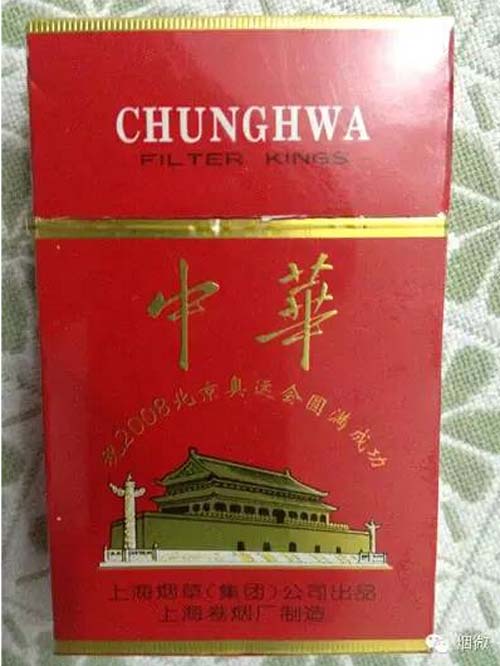 CHUNGHWA
FILTER KINGS
中華
祝2008北京奥运会圆满成功
上海烟草(集团)公司出品
上海卷烟厂制造
烟微